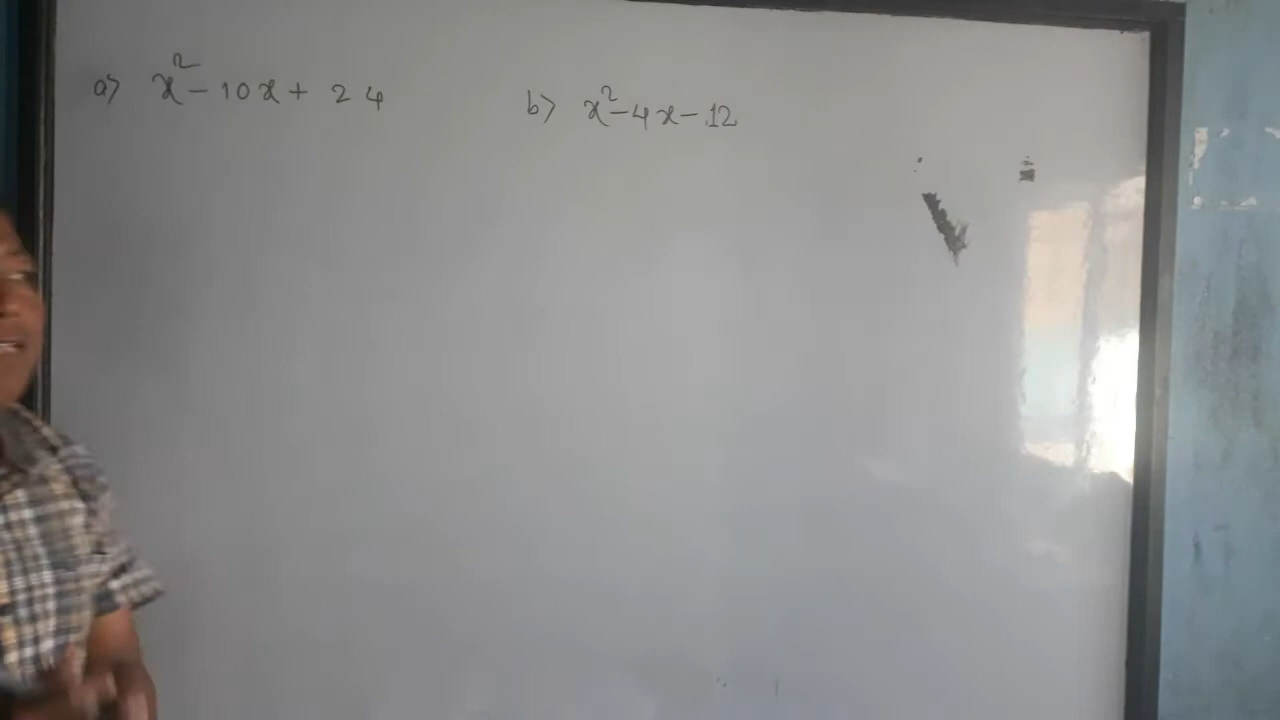 a) x² - 10x + 24
b) x² - 4x - 12